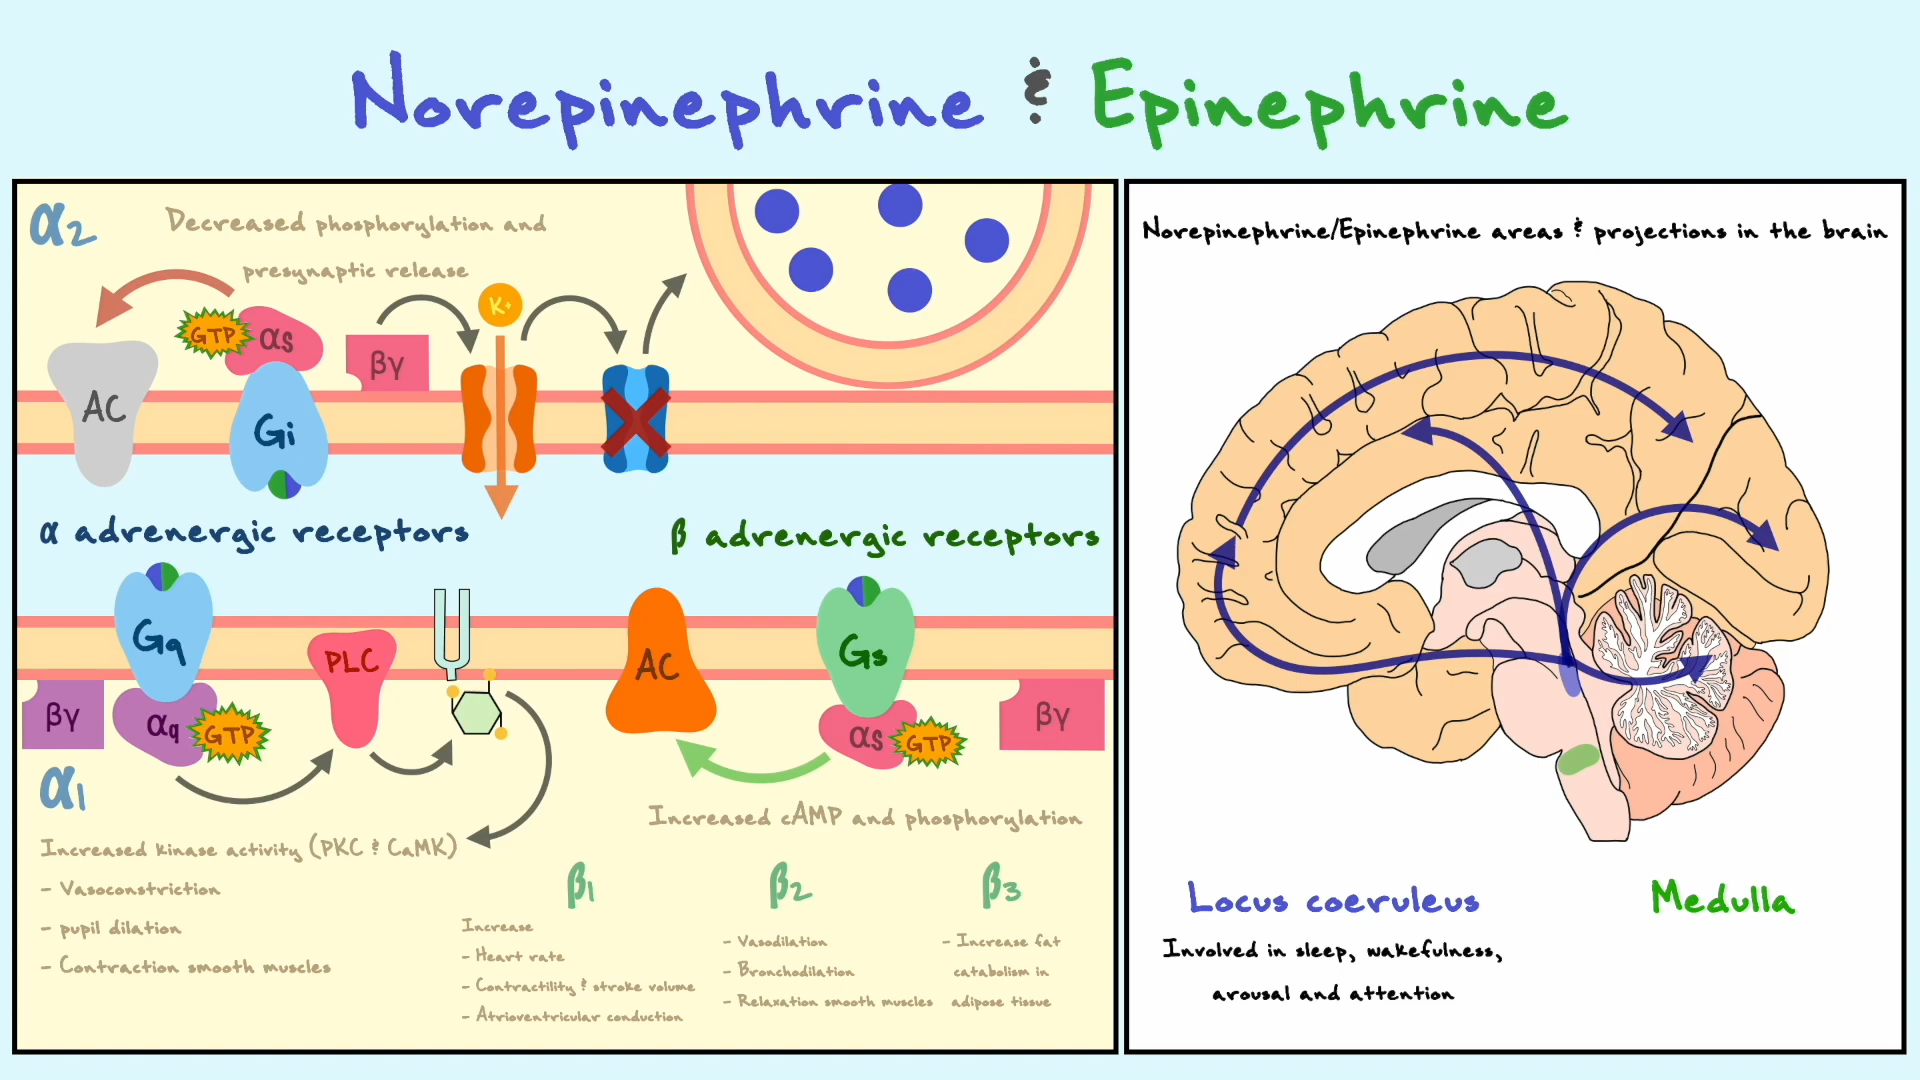 Norepinephrine & Epinephrine
α2
Decreased phosphorylation and
presynaptic release
K+
GTP
αs
βγ
AC
Gi
α adrenergic receptors
β adrenergic receptors
Gq
PLC
AC
Gs
βγ
αq
GTP
αs
GTP
βγ
α1
Increased cAMP and phosphorylation
Increased kinase activity (PKC & CaMK)
- Vasoconstriction
- pupil dilation
- Contraction smooth muscles
β1
Increase
- Heart rate
- Contractility & stroke volume
- Atrioventricular conduction
β2
- Vasodilation
- Bronchodilation
- Relaxation smooth muscles
β3
- Increase fat
catabolism in
adipose tissue
Norepinephrine/Epinephrine areas & projections in the brain
Locus coeruleus
Involved in sleep, wakefulness,
arousal and attention
Medulla